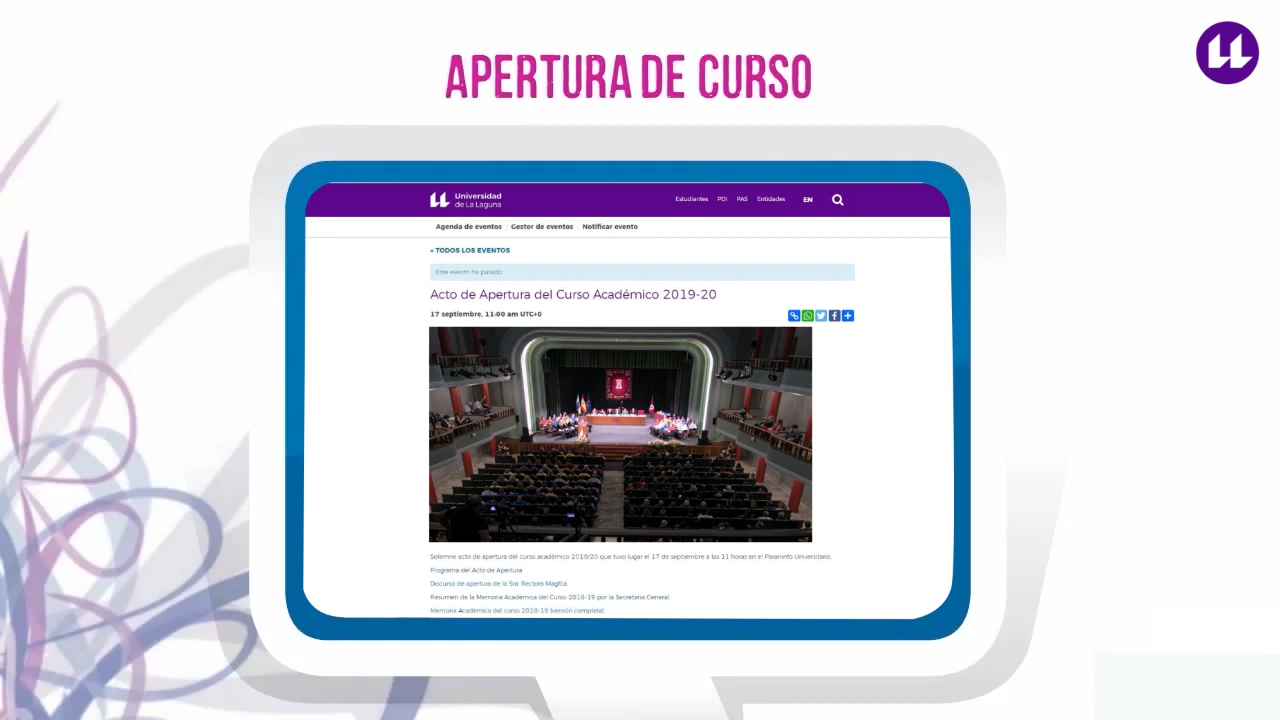 APERTURA DE CURSO
Universidad
de La Laguna
Estudiantes PDI PAS Entidades EN
Agenda de eventos Gestor de eventos Notificar evento
« TODOS LOS EVENTOS
Este evento ha pasado
Acto de Apertura del Curso Académico 2019-20
17 septiembre, 11:00 am UTC+0
Solemne acto de apertura del curso académico 2019/20 que tuvo lugar el 17 de septiembre a las 11 horas en el Paraninfo Universitario.
Programa del Acto de Apertura
Discurso de apertura de la Sra. Rectora Magfca.
Resumen de la Memoria Académica del Curso 2018-19 por la Secretaria General.
Memoria Académica del curso 2018-19 (versión completa)